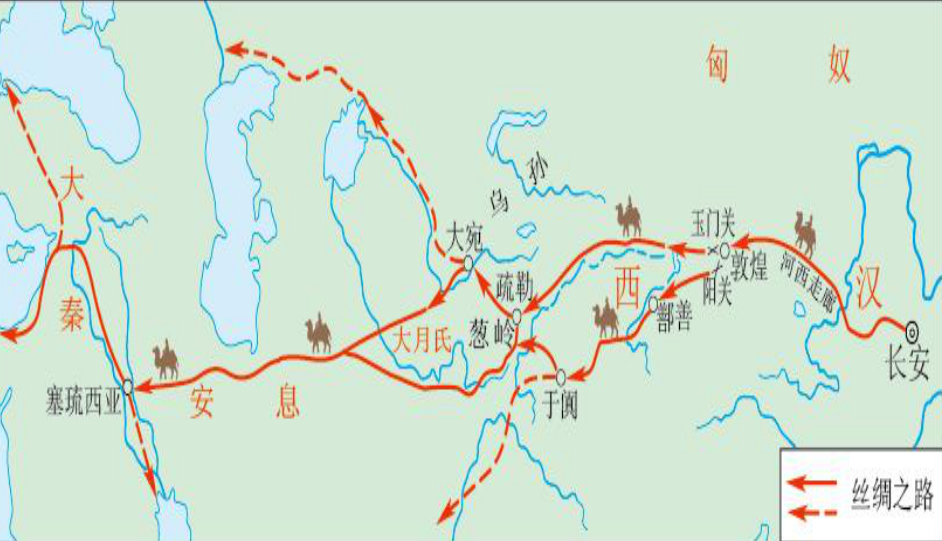 匈奴
大
秦
乌孙
大宛
玉门关
敦煌
阳关
河西走廊
汉
长安
疏勒
西
鄯善
葱岭
大月氏
于阗
安息
塞琉西亚
丝绸之路